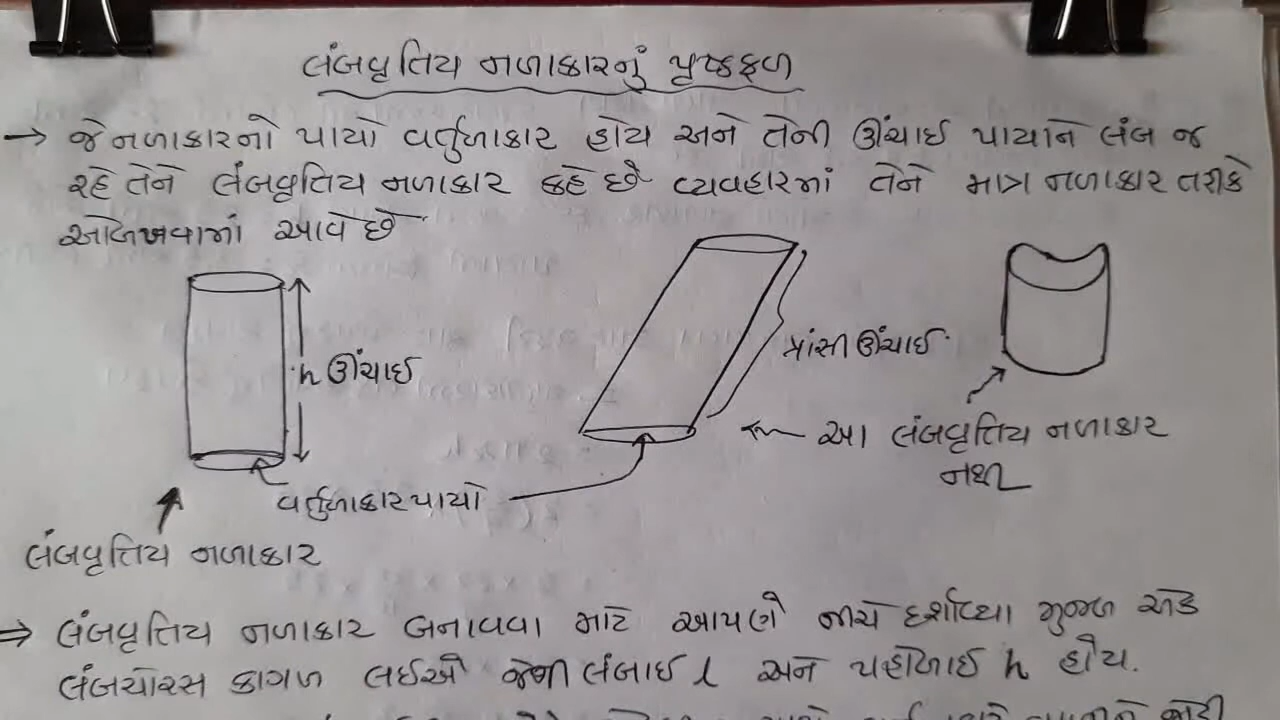 લંબવૃત્તિય નળાકારનું પૃષ્ઠફળ
→ જે નળાકારનો પાયો વર્તુળાકાર હોય અને તેની ઊંચાઈ પાયાને લંબ જ
રહે તેને લંબવૃત્તિય નળાકાર કહે છે વ્યવહારમાં તેને માત્ર નળાકાર તરીકે
ઓળખવામાં આવે છે
h ઊંચાઈ
ત્રાંસી ઊંચાઈ
આ લંબવૃત્તિય નળાકાર
નથી
વર્તુળાકાર પાયો
લંબવૃત્તિય નળાકાર
⇒ લંબવૃત્તિય નળાકાર બનાવવા માટે આપણે નીચે દર્શાવ્યા મુજબ એક
લંબચોરસ કાગળ લઈએ જેની લંબાઈ l અને પહોળાઈ h હોય.